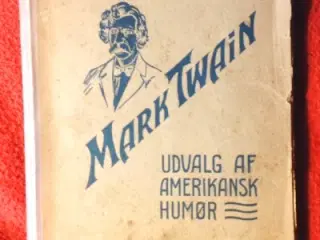 MARK TWAIN
UDVALG AF
AMERIKANSK
HUMØR